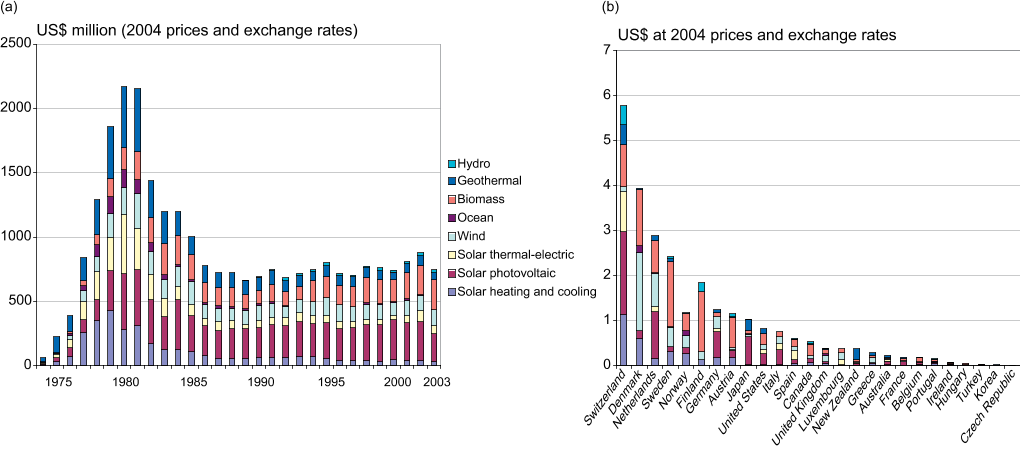 (a)
US$ million (2004 prices and exchange rates)
2500
2000
1500
1000
500
0
1975 1980 1985 1990 1995 2000 2003
Hydro
Geothermal
Biomass
Ocean
Wind
Solar thermal-electric
Solar photovoltaic
Solar heating and cooling
(b)
US$ at 2004 prices and exchange rates
7
6
5
4
3
2
1
0
Switzerland
Denmark
Netherlands
Sweden
Norway
Finland
Germany
Austria
Japan
United States
Italy
Spain
Canada
United Kingdom
Luxembourg
New Zealand
Greece
Australia
France
Belgium
Portugal
Ireland
Hungary
Turkey
Korea
Czech Republic